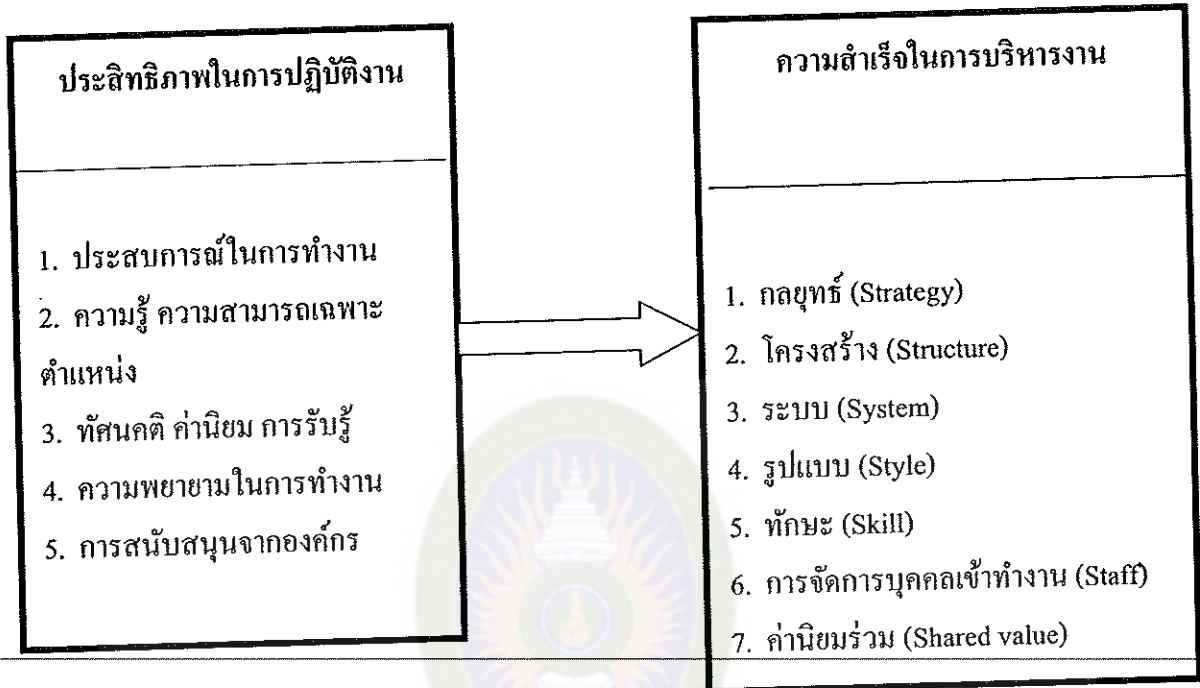 ประสิทธิภาพในการปฏิบัติงาน
1. ประสบการณ์ในการทำงาน
2. ความรู้ ความสามารถเฉพาะ
ตำแหน่ง
3. ทัศนคติ ค่านิยม การรับรู้
4. ความพยายามในการทำงาน
5. การสนับสนุนจากองค์กร
ความสำเร็จในการบริหารงาน
1. กลยุทธ์ (Strategy)
2. โครงสร้าง (Structure)
3. ระบบ (System)
4. รูปแบบ (Style)
5. ทักษะ (Skill)
6. การจัดการบุคคลเข้าทำงาน (Staff)
7. ค่านิยมร่วม (Shared value)